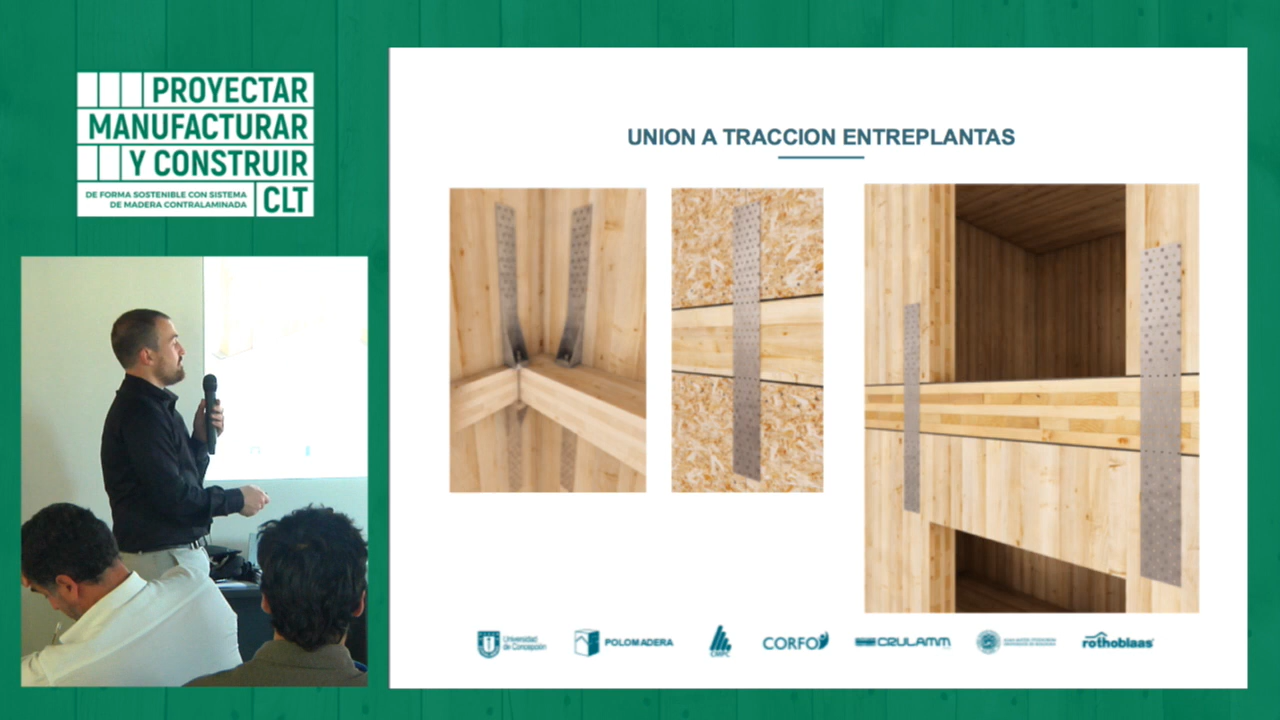 PROYECTAR
MANUFACTURAR
Y CONSTRUIR
DE FORMA SOSTENIBLE CON SISTEMA
DE MADERA CONTRALAMINADA
CLT
UNION A TRACCION ENTREPLANTAS
Universidad
de Concepción
POLOMADERA
CORFO
CRULAMM
rothoblaas